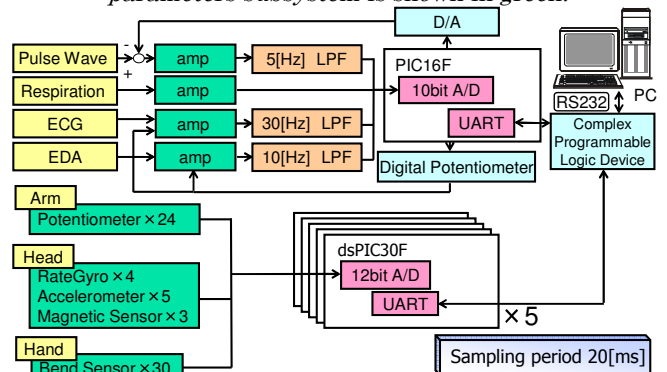 parameters subsystem is shown in green.
D/A
Pulse Wave
-
+
amp
5[Hz] LPF
PIC16F
Respiration
amp
10bit A/D
RS232
PC
ECG
amp
30[Hz] LPF
UART
Complex
Programmable
Logic Device
EDA
amp
10[Hz] LPF
Digital Potentiometer
Arm
Potentiometer×24
Head
RateGyro×4
Accelerometer×5
Magnetic Sensor×3
dsPIC30F
12bit A/D
UART
×5
Hand
Bend Sensor×30
Sampling period 20[ms]